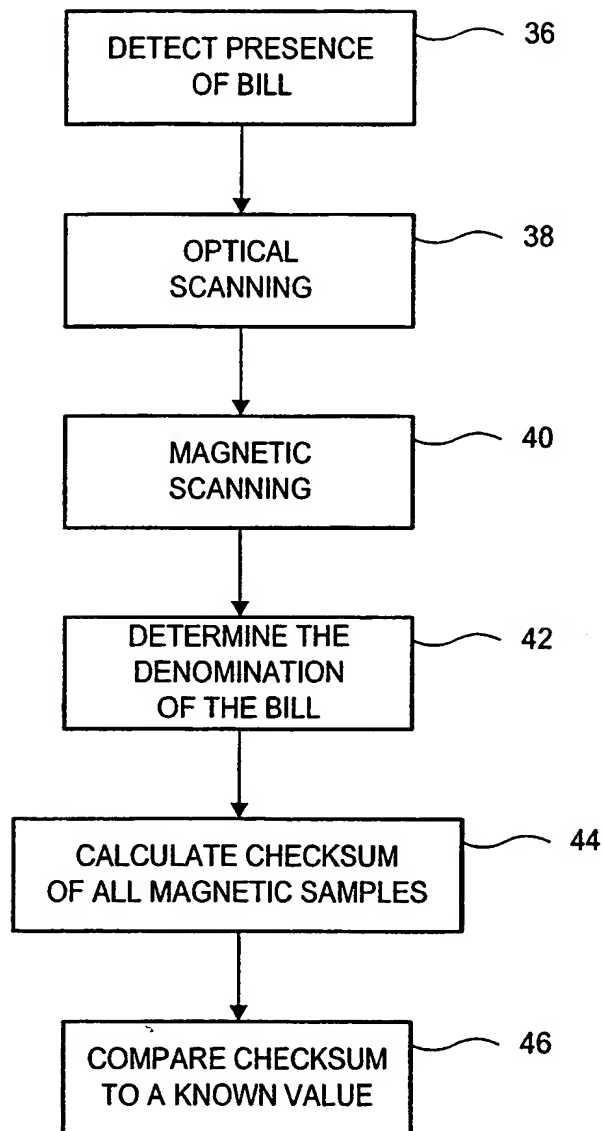 DETECT PRESENCE
OF BILL
36
OPTICAL
SCANNING
38
MAGNETIC
SCANNING
40
DETERMINE THE
DENOMINATION
OF THE BILL
42
CALCULATE CHECKSUM
OF ALL MAGNETIC SAMPLES
44
COMPARE CHECKSUM
TO A KNOWN VALUE
46